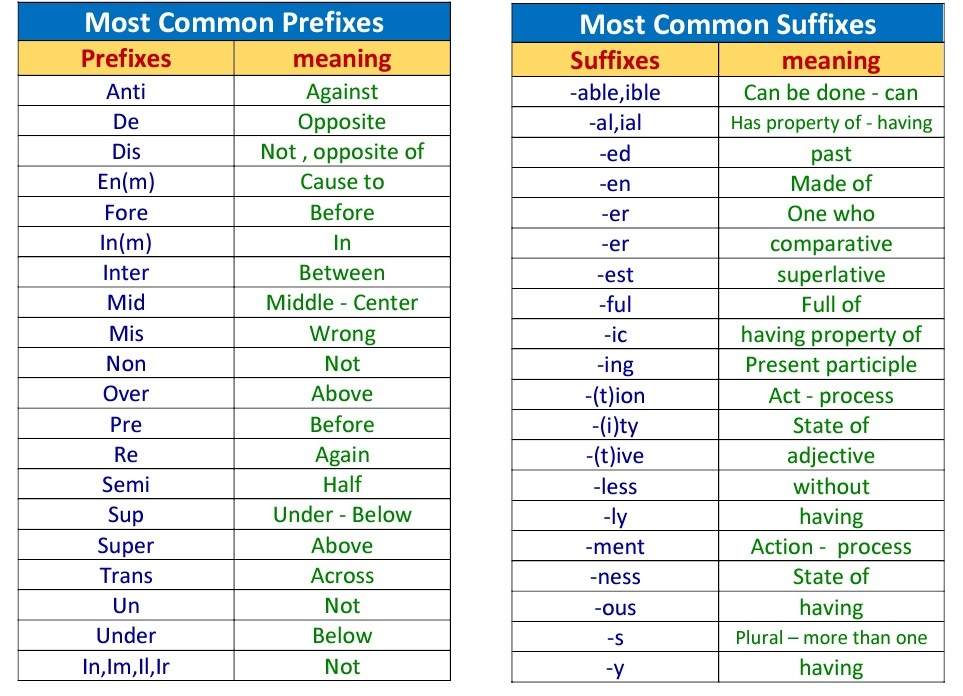 Most Common Prefixes
Prefixes meaning
Anti Against
De Opposite
Dis Not , opposite of
En(m) Cause to
Fore Before
In(m) In
Inter Between
Mid Middle - Center
Mis Wrong
Non Not
Over Above
Pre Before
Re Again
Semi Half
Sup Under - Below
Super Above
Trans Across
Un Not
Under Below
In,Im,Il,Ir Not
Most Common Suffixes
Suffixes meaning
-able,ible Can be done - can
-al,ial Has property of - having
-ed past
-en Made of
-er One who
-er comparative
-est superlative
-ful Full of
-ic having property of
-ing Present participle
-(t)ion Act - process
-(i)ty State of
-(t)ive adjective
-less without
-ly having
-ment Action - process
-ness State of
-ous having
-s Plural – more than one
-y having